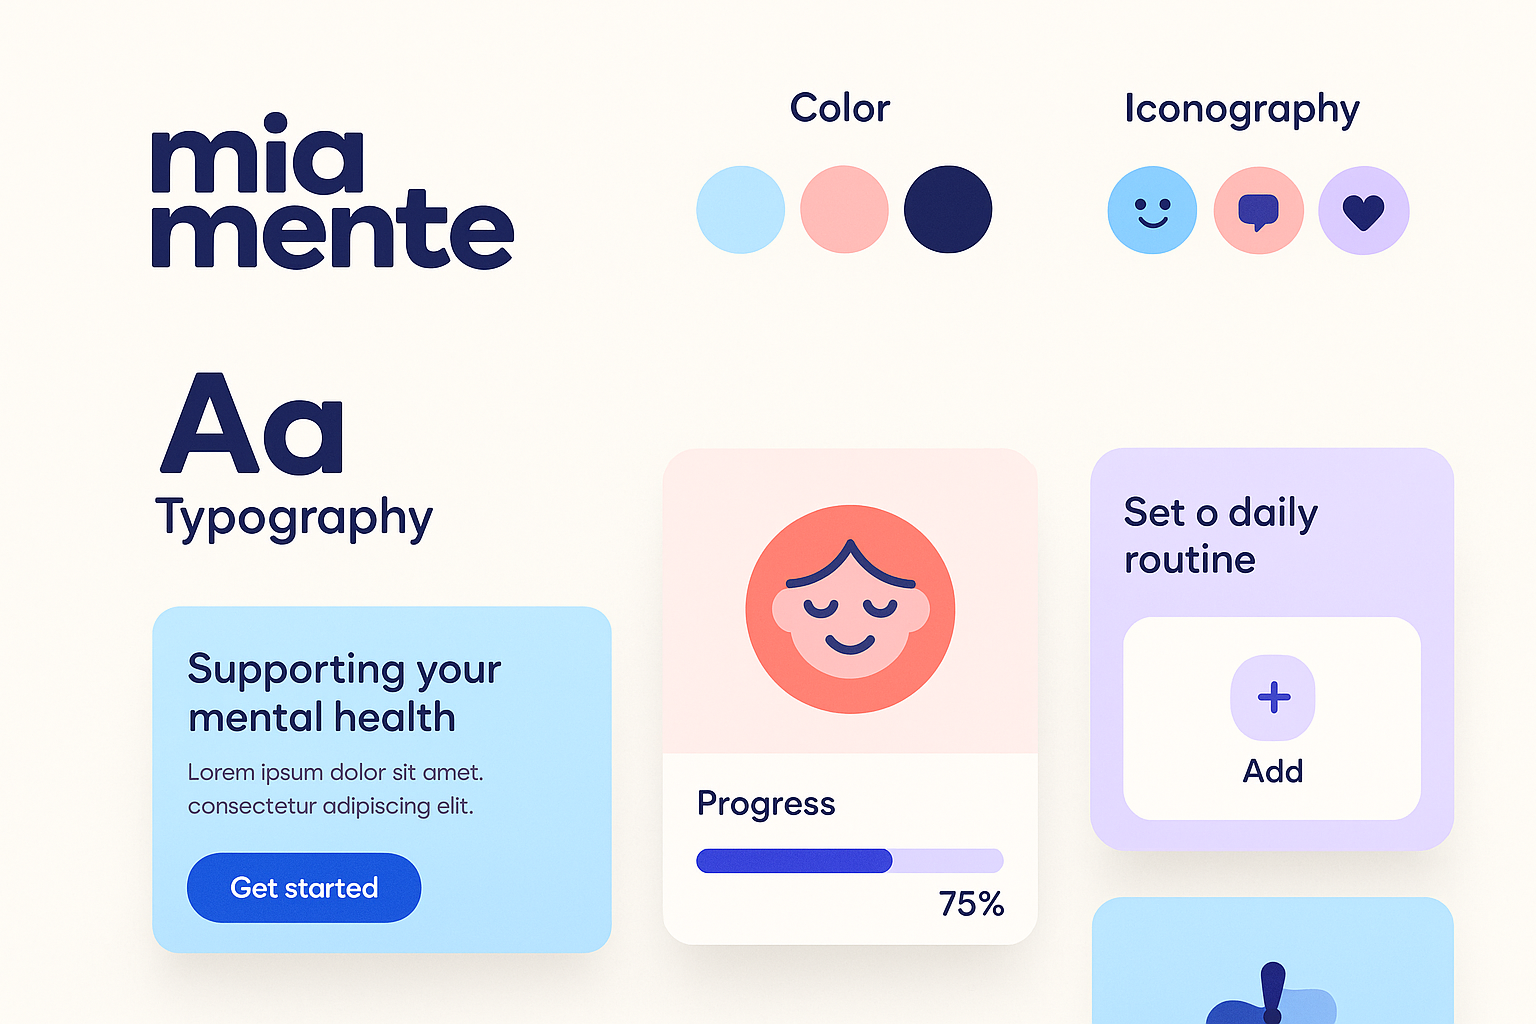 mia
mente
Color
Iconography
Aa
Typography
Supporting your
mental health
Lorem ipsum dolor sit amet.
consectetur adipiscing elit.
Get started
Progress
75%
Set o daily
routine
Add